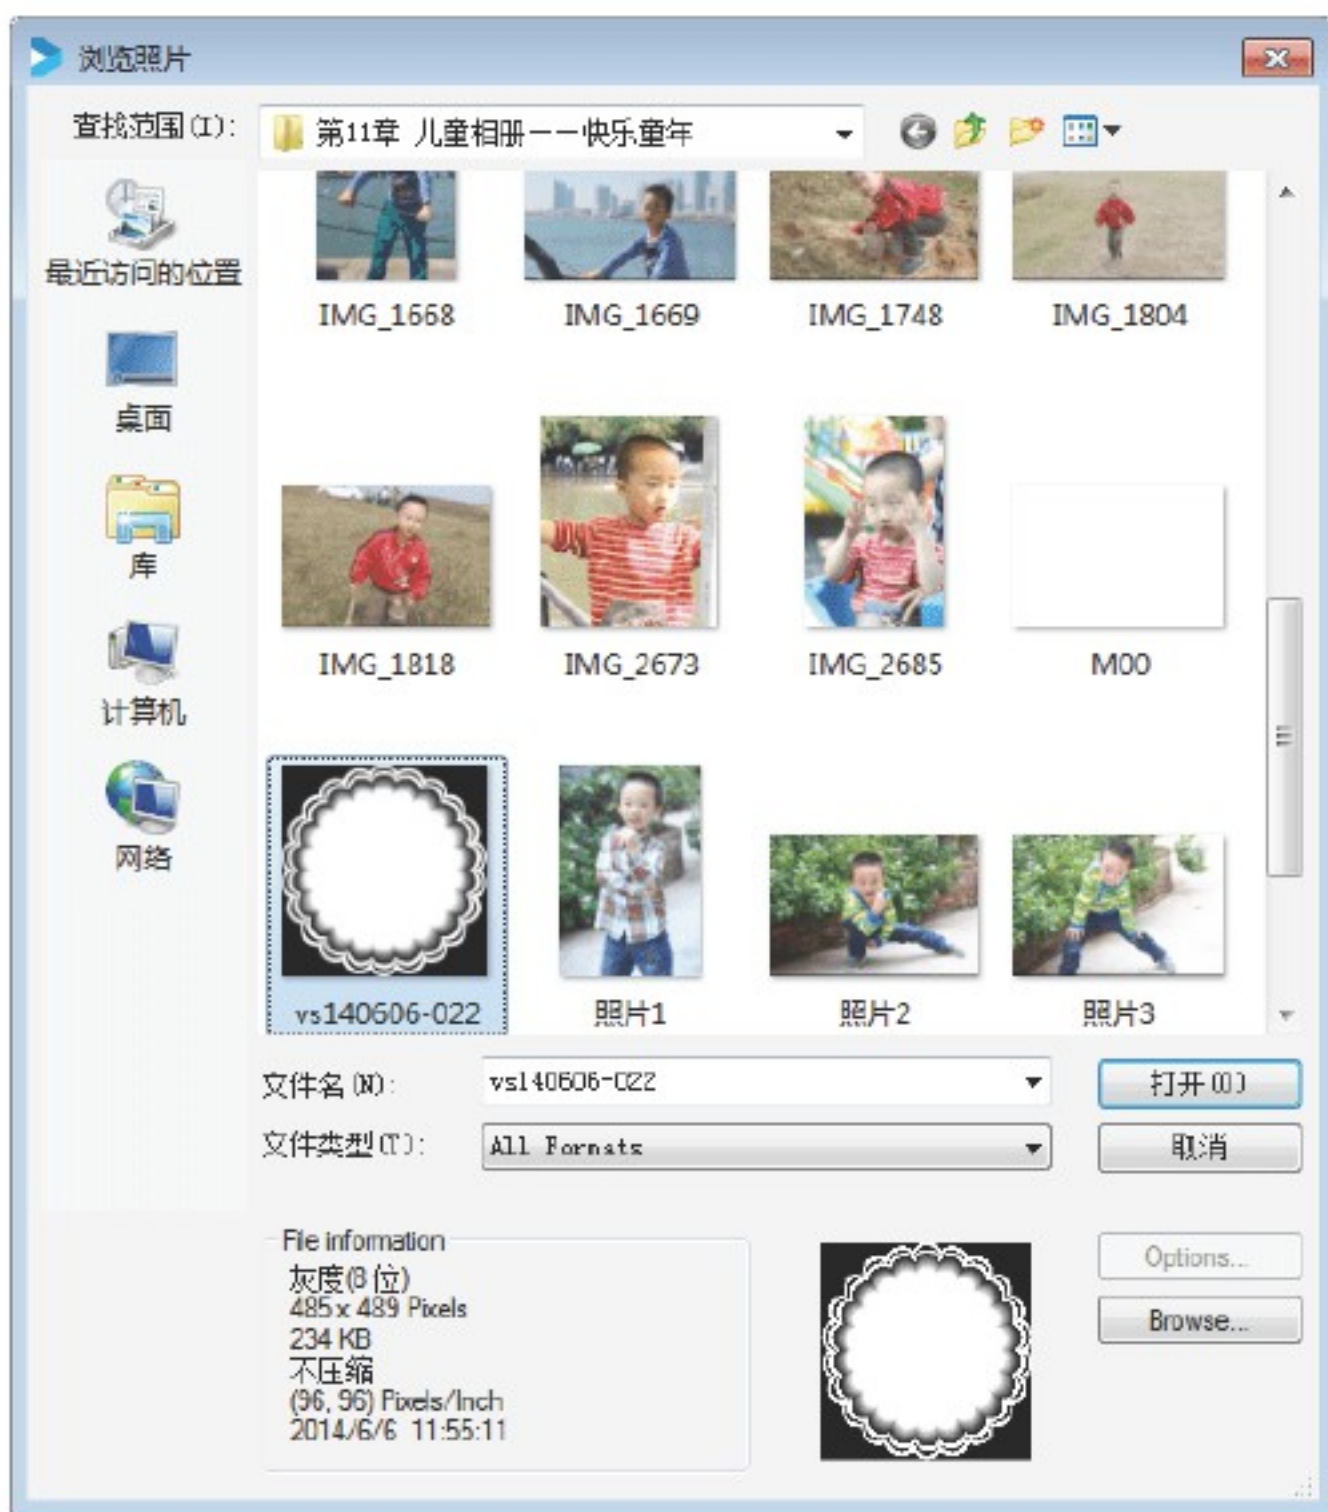 浏览照片
查找范围(I):
第11章 儿童相册——快乐童年
最近访问的位置
桌面
库
计算机
网络
IMG_1668
IMG_1669
IMG_1748
IMG_1804
IMG_1818
IMG_2673
IMG_2685
M00
vs140606-022
照片1
照片2
照片3
文件名(N):
vs140606-022
打开(O)
文件类型(T):
All Formats
取消
File information
灰度(8 位)
485 x 489 Pixels
234 KB
不压缩
(96, 96) Pixels/Inch
2014/6/6 11:55:11
Options...
Browse...